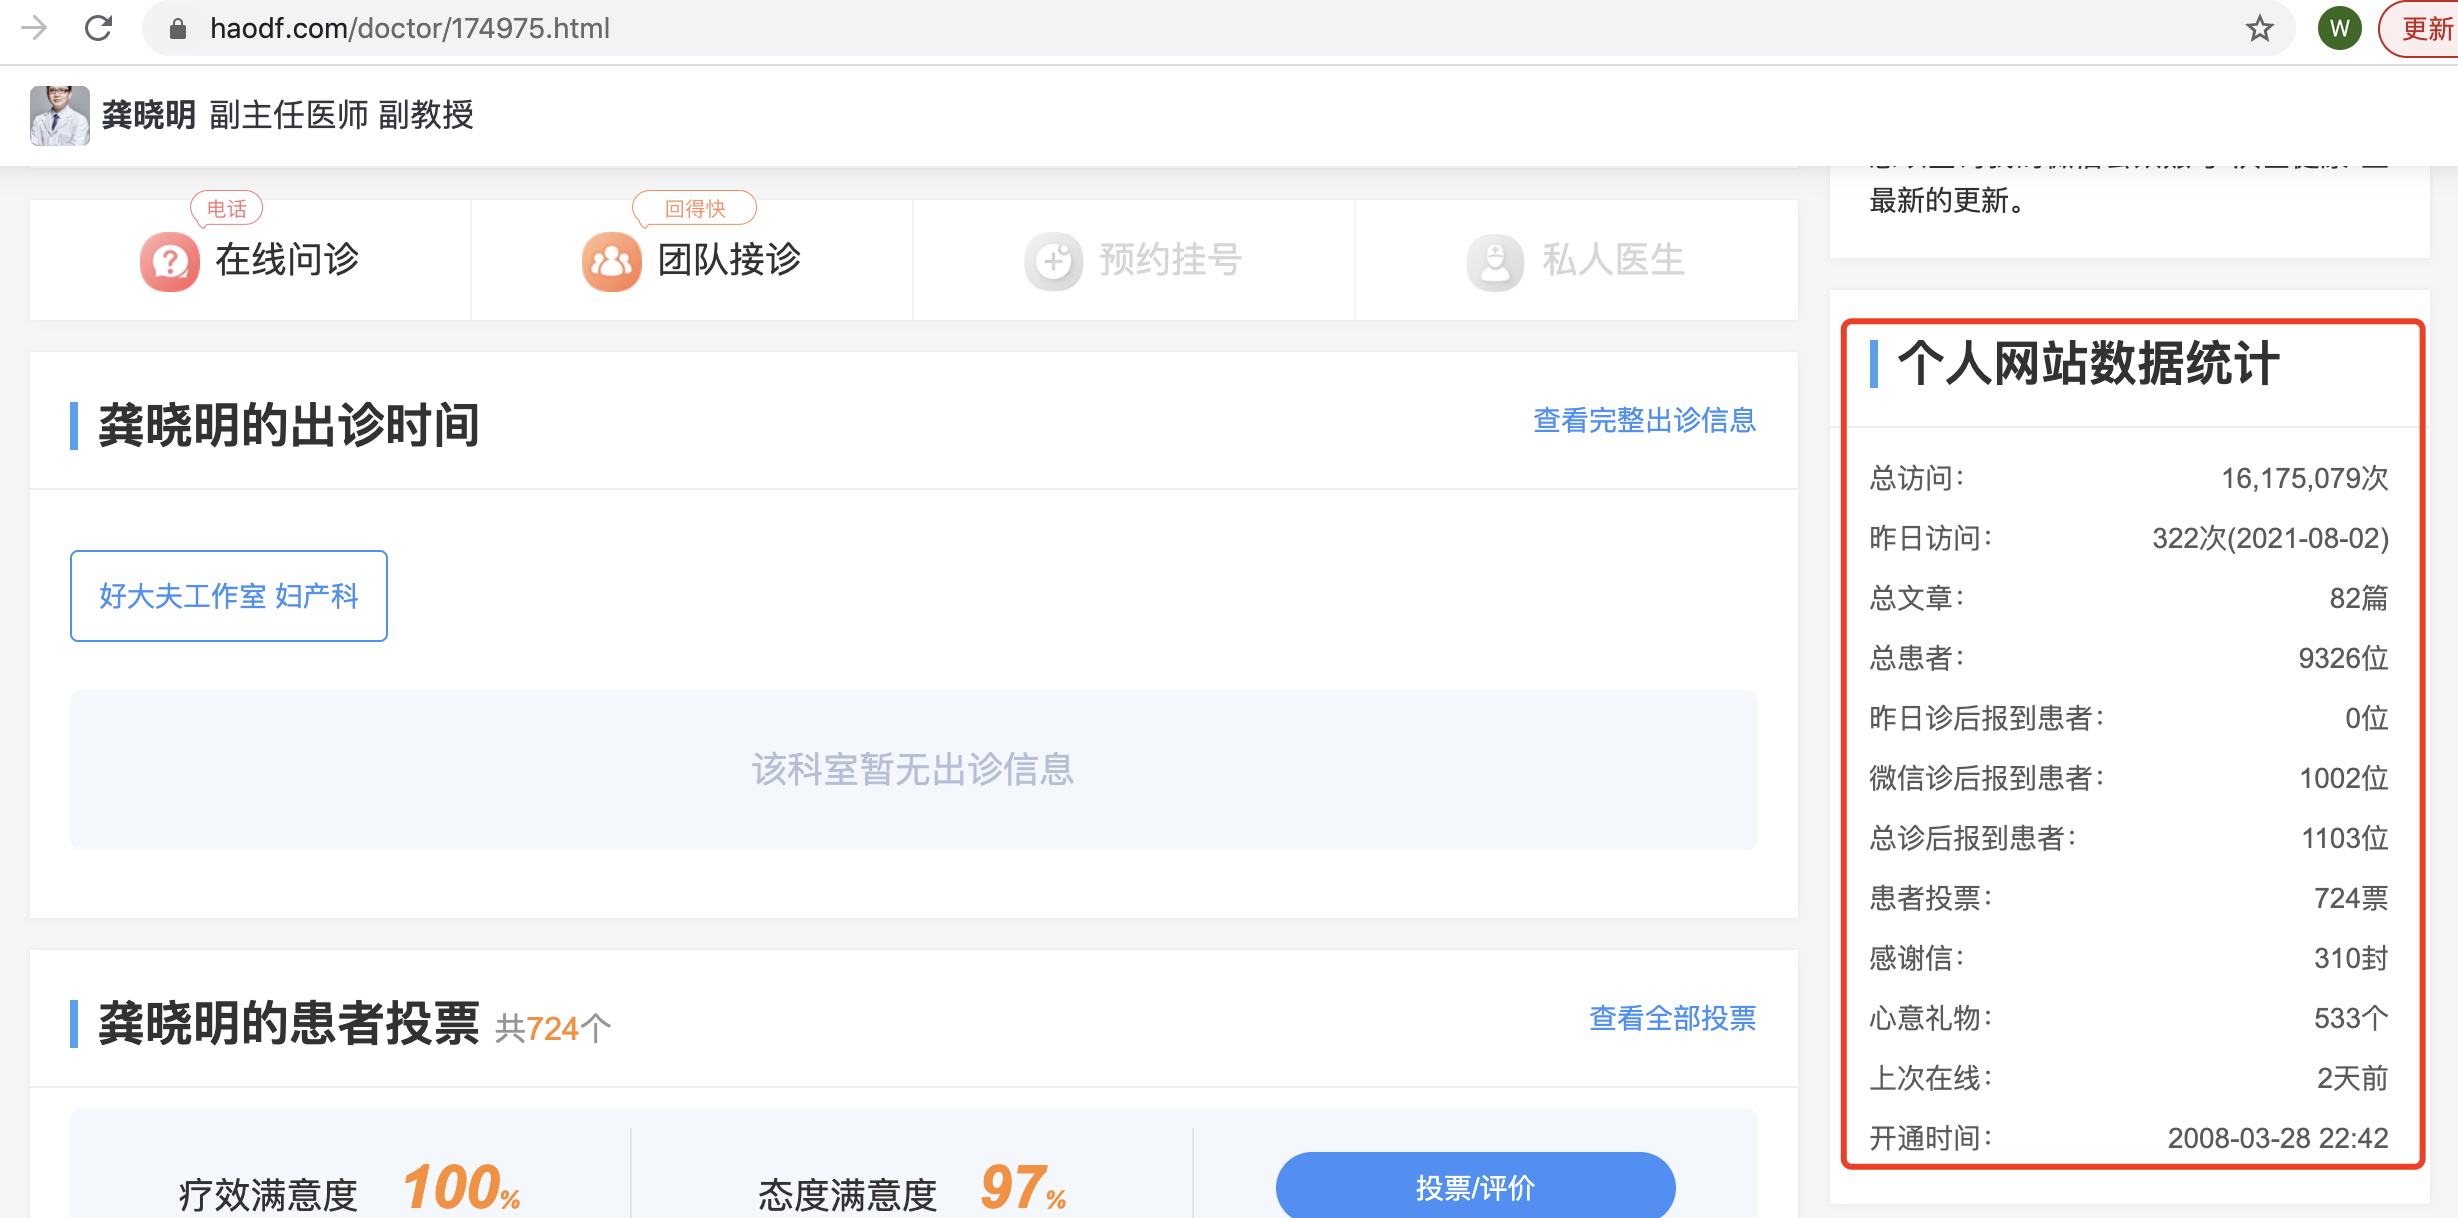 haodf.com/doctor/174975.html
W
更新
龚晓明 副主任医师 副教授
最新的更新。
电话
在线问诊
回得快
团队接诊
预约挂号
私人医生
龚晓明的出诊时间
查看完整出诊信息
好大夫工作室 妇产科
该科室暂无出诊信息
龚晓明的患者投票 共724个
查看全部投票
疗效满意度 100%
态度满意度 97%
投票/评价
个人网站数据统计
总访问： 16,175,079次
昨日访问： 322次(2021-08-02)
总文章： 82篇
总患者： 9326位
昨日诊后报到患者： 0位
微信诊后报到患者： 1002位
总诊后报到患者： 1103位
患者投票： 724票
感谢信： 310封
心意礼物： 533个
上次在线： 2天前
开通时间： 2008-03-28 22:42